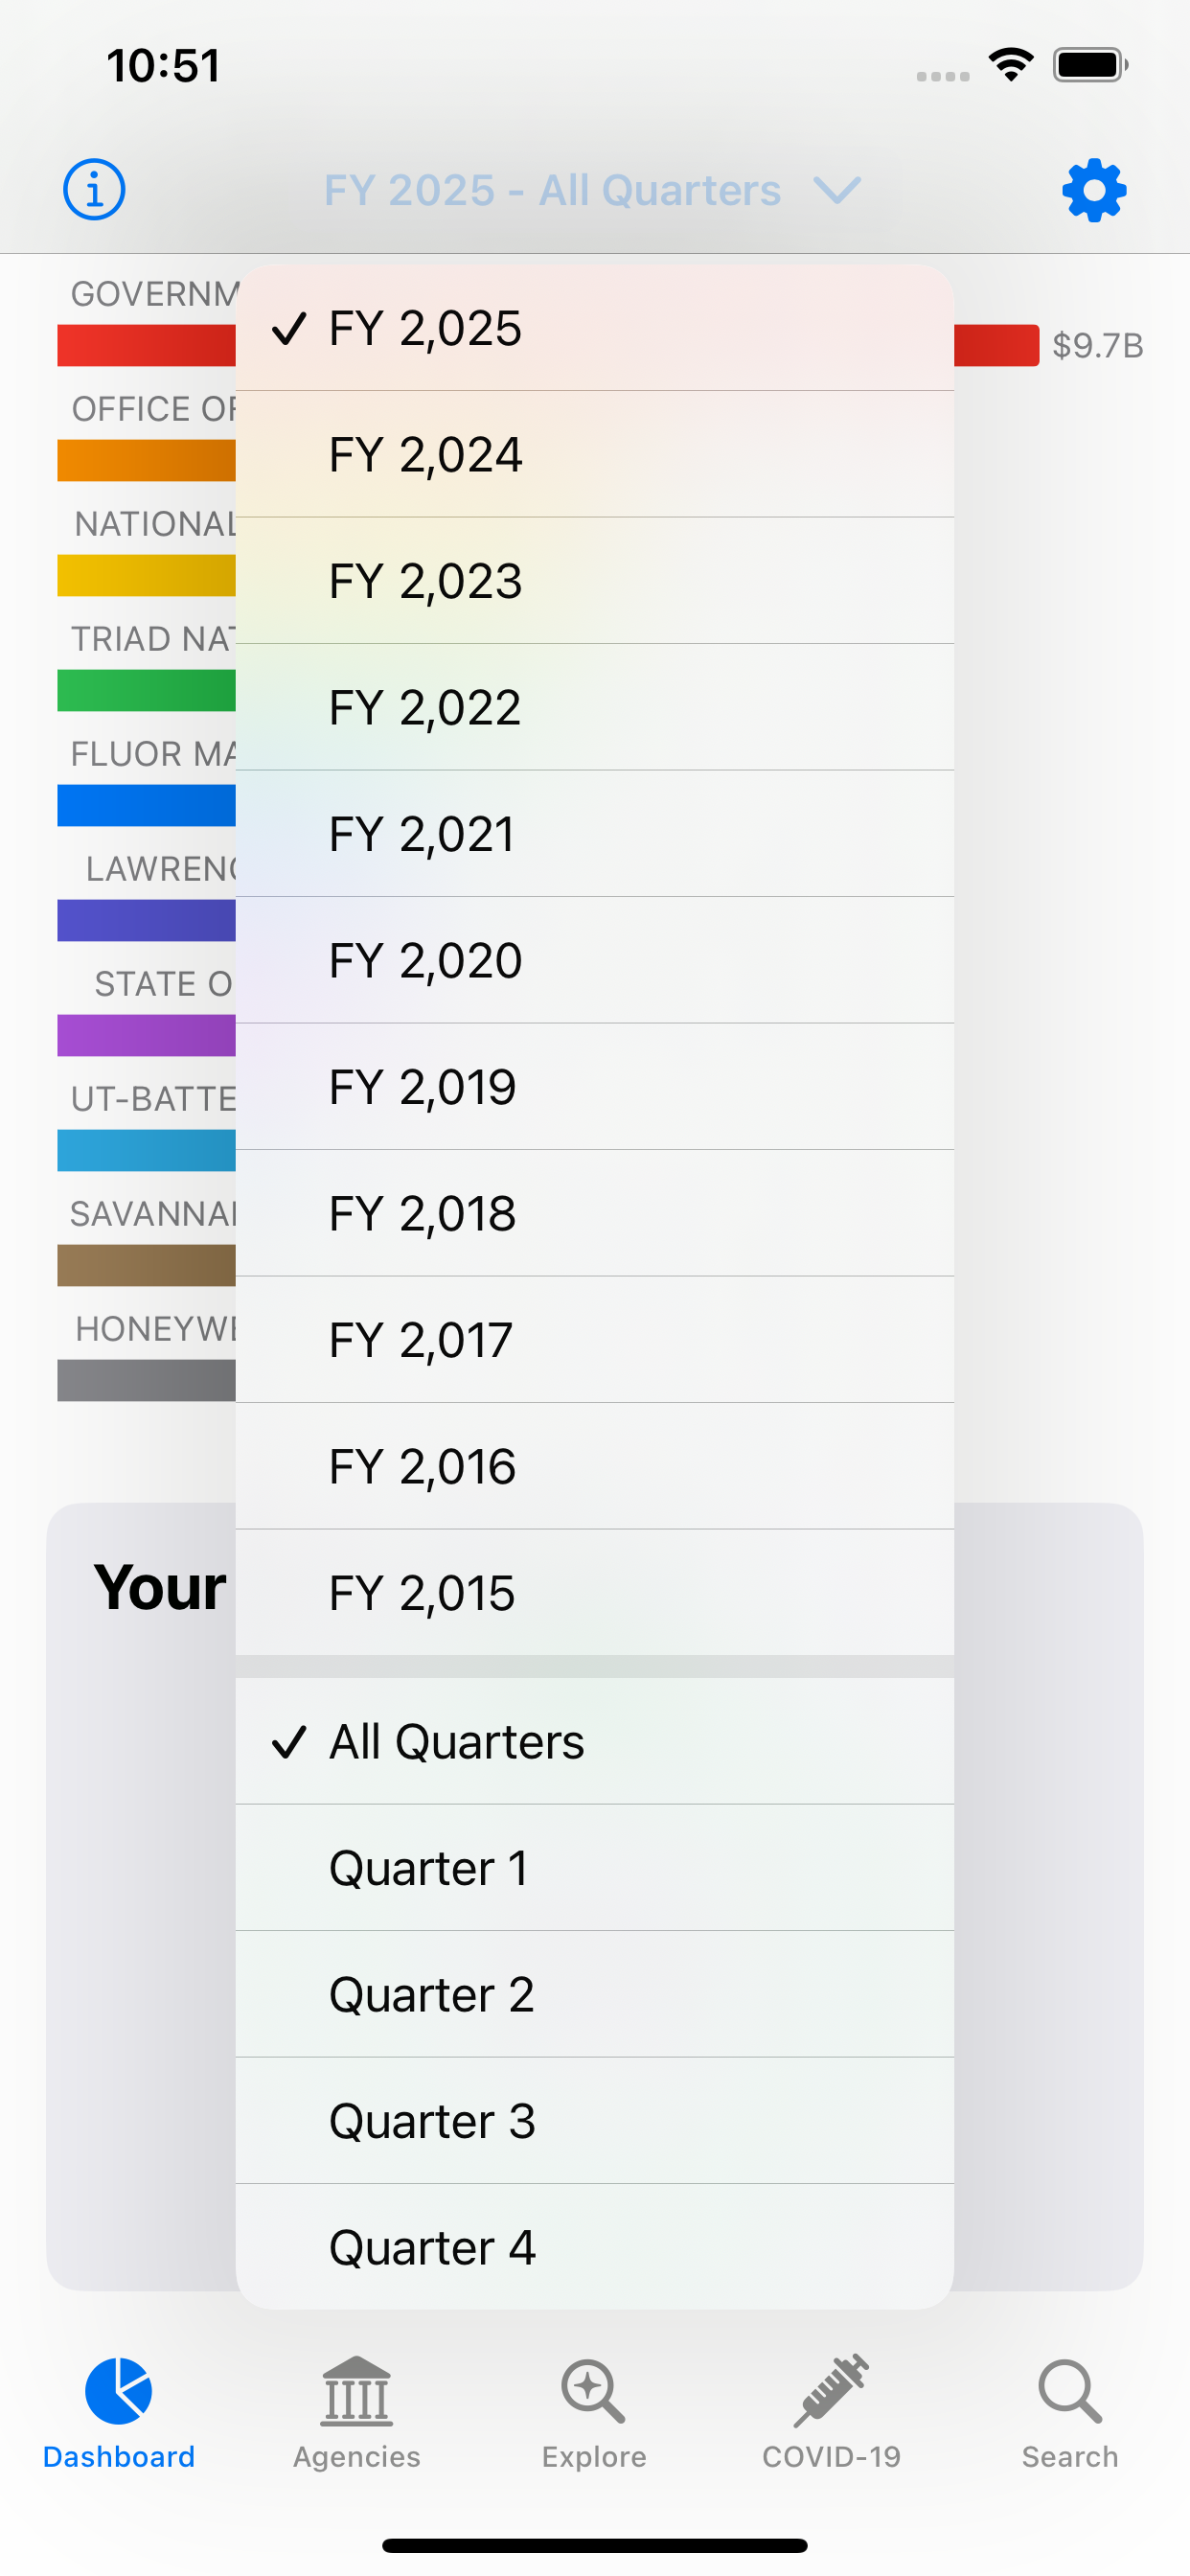 10:51
FY 2025 - All Quarters
GOVERNM
$9.7B
OFFICE OF
NATIONAL
TRIAD NAT
FLUOR MA
LAWRENC
STATE O
UT-BATTE
SAVANNA
HONEYWE
Your
FY 2,025
FY 2,024
FY 2,023
FY 2,022
FY 2,021
FY 2,020
FY 2,019
FY 2,018
FY 2,017
FY 2,016
FY 2,015
All Quarters
Quarter 1
Quarter 2
Quarter 3
Quarter 4
Dashboard
Agencies
Explore
COVID-19
Search